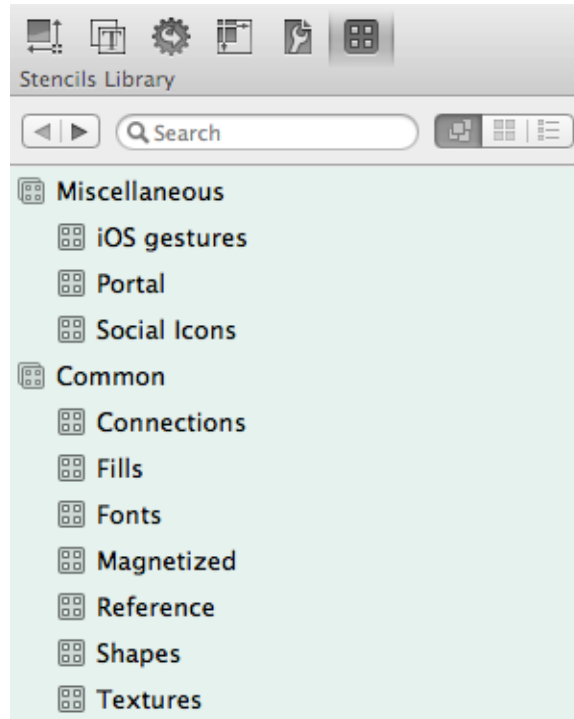 Stencils Library
Search
Miscellaneous
iOS gestures
Portal
Social Icons
Common
Connections
Fills
Fonts
Magnetized
Reference
Shapes
Textures